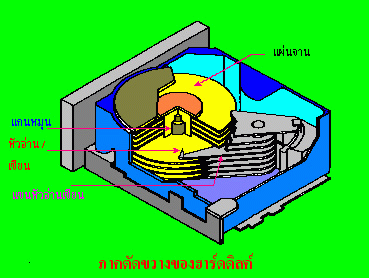 แผ่นจาน
แกนหมุน
หัวอ่าน /
เขียน
แขนหัวอ่านเขียน
ภาคตัดขวางของฮาร์ดดิสค์